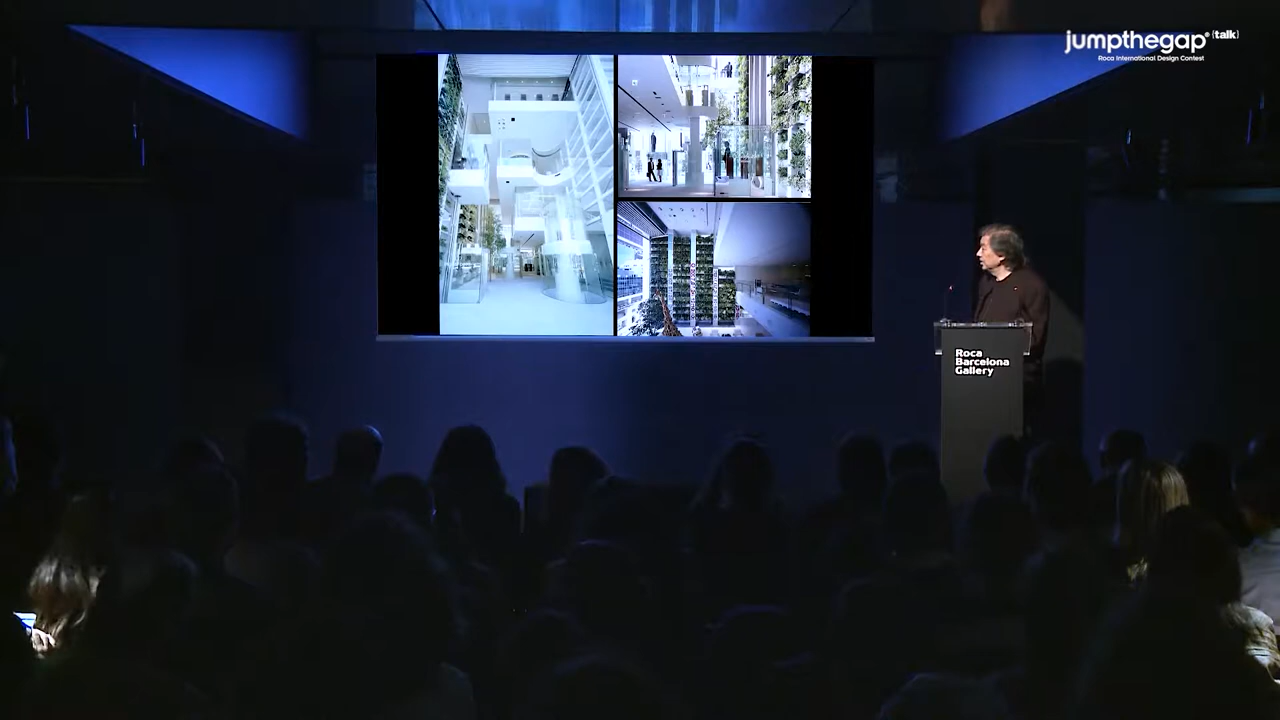 jumpthegap® (talk)
Roca International Design Contest
Roca
Barcelona
Gallery